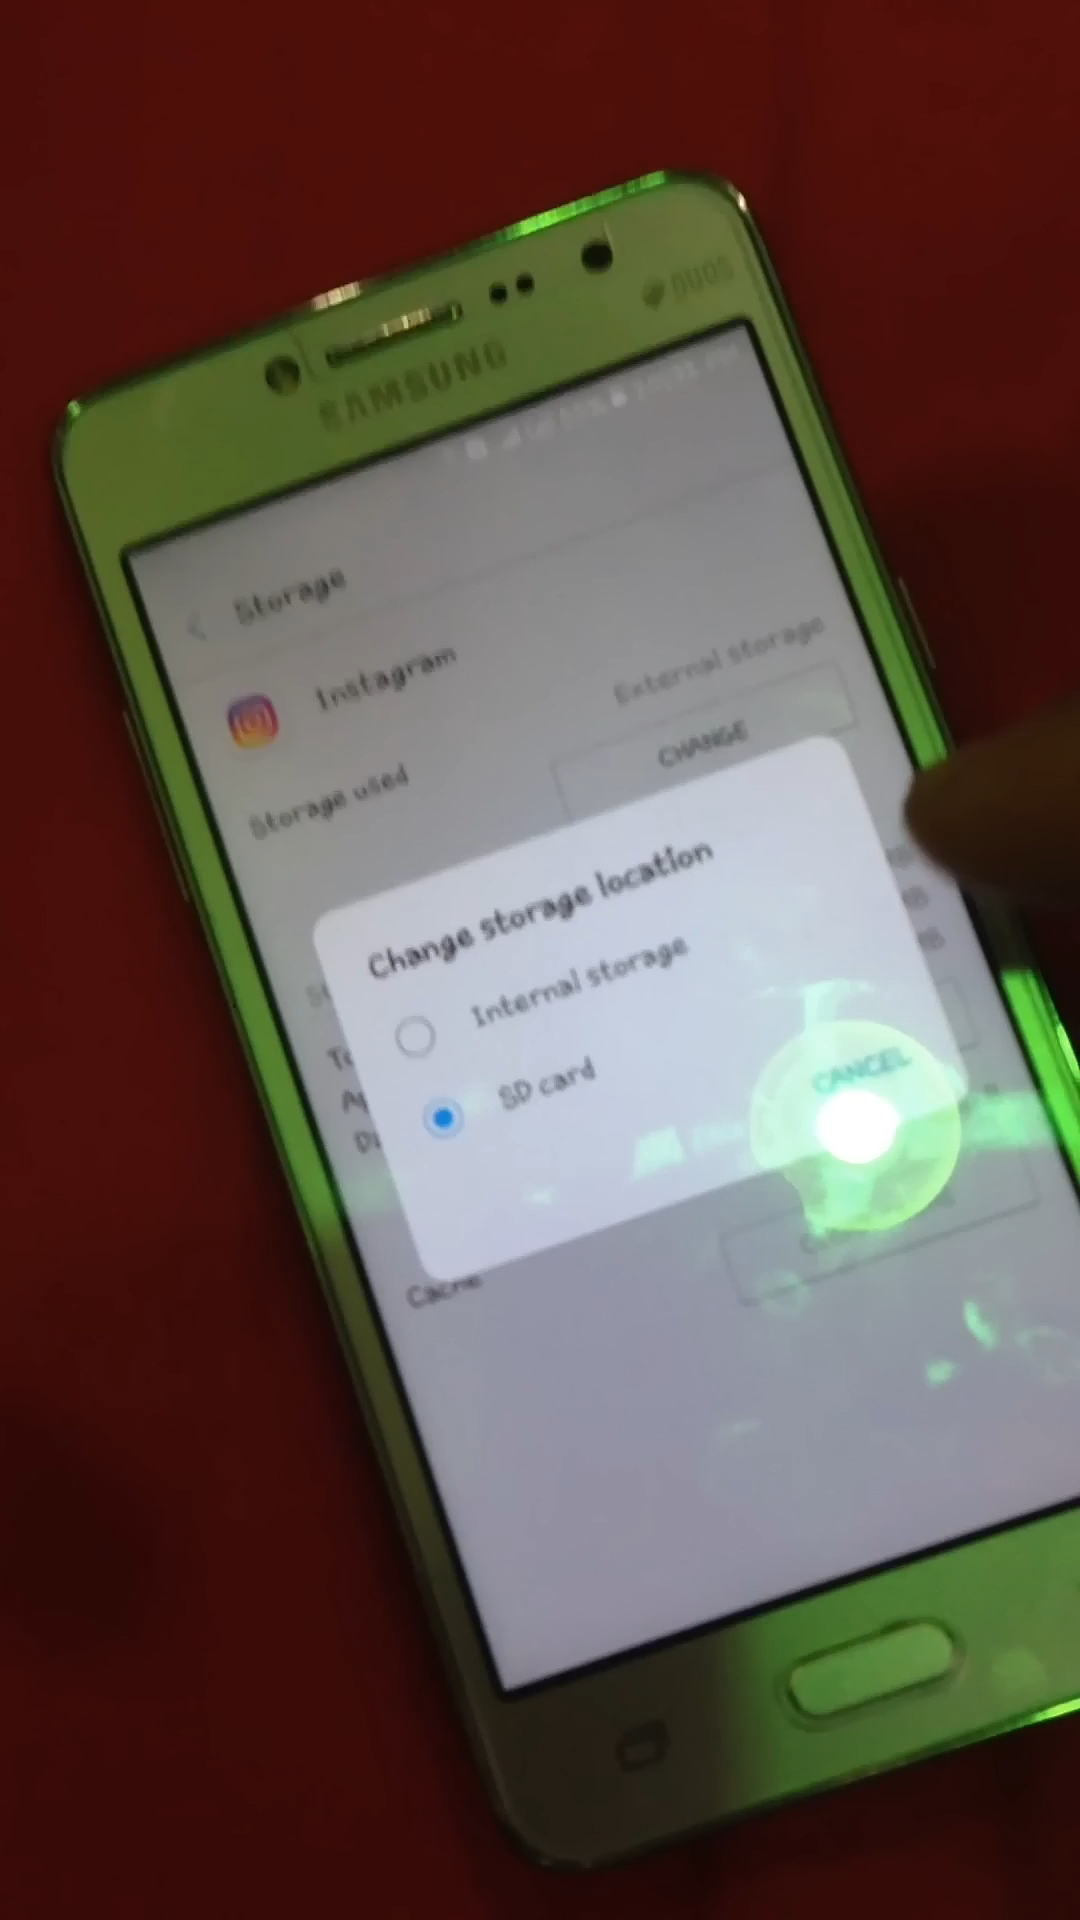 DUOS
SAMSUNG
Storage
Instagram
External storage
Storage used
CHANGE
Change storage location
Internal storage
SD card
CANCEL
Cache